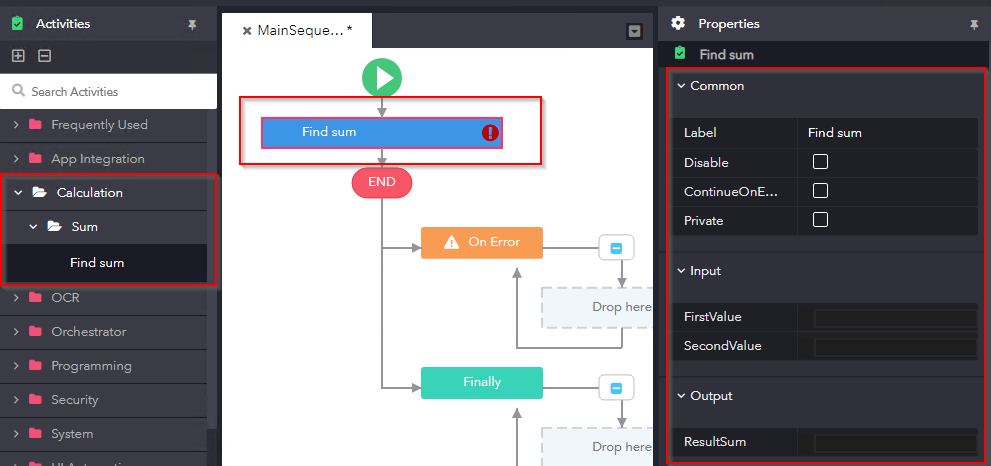 Activities
Search Activities
Frequently Used
App Integration
Calculation
Sum
Find sum
OCR
Orchestrator
Programming
Security
System
MainSeque... *
Find sum
END
On Error
Drop here
Finally
Drop here
Properties
Find sum
Common
Label Find sum
Disable
ContinueOnE...
Private
Input
FirstValue
SecondValue
Output
ResultSum